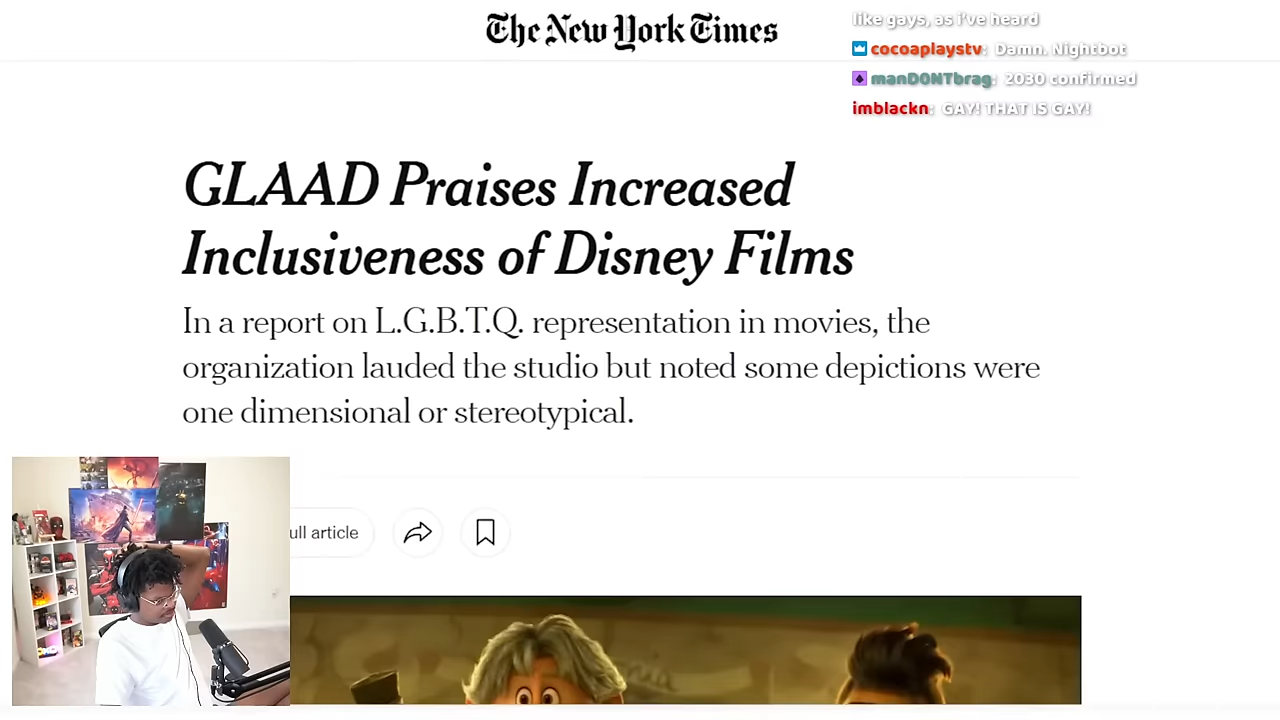 The New York Times
like gays, as i've heard
cocoaplaystv: Damn. Nightbot
manDONTbrag: 2030 confirmed
imblackn: GAY! THAT IS GAY!
GLAAD Praises Increased
Inclusiveness of Disney Films
In a report on L.G.B.T.Q. representation in movies, the
organization lauded the studio but noted some depictions were
one dimensional or stereotypical.
ull article